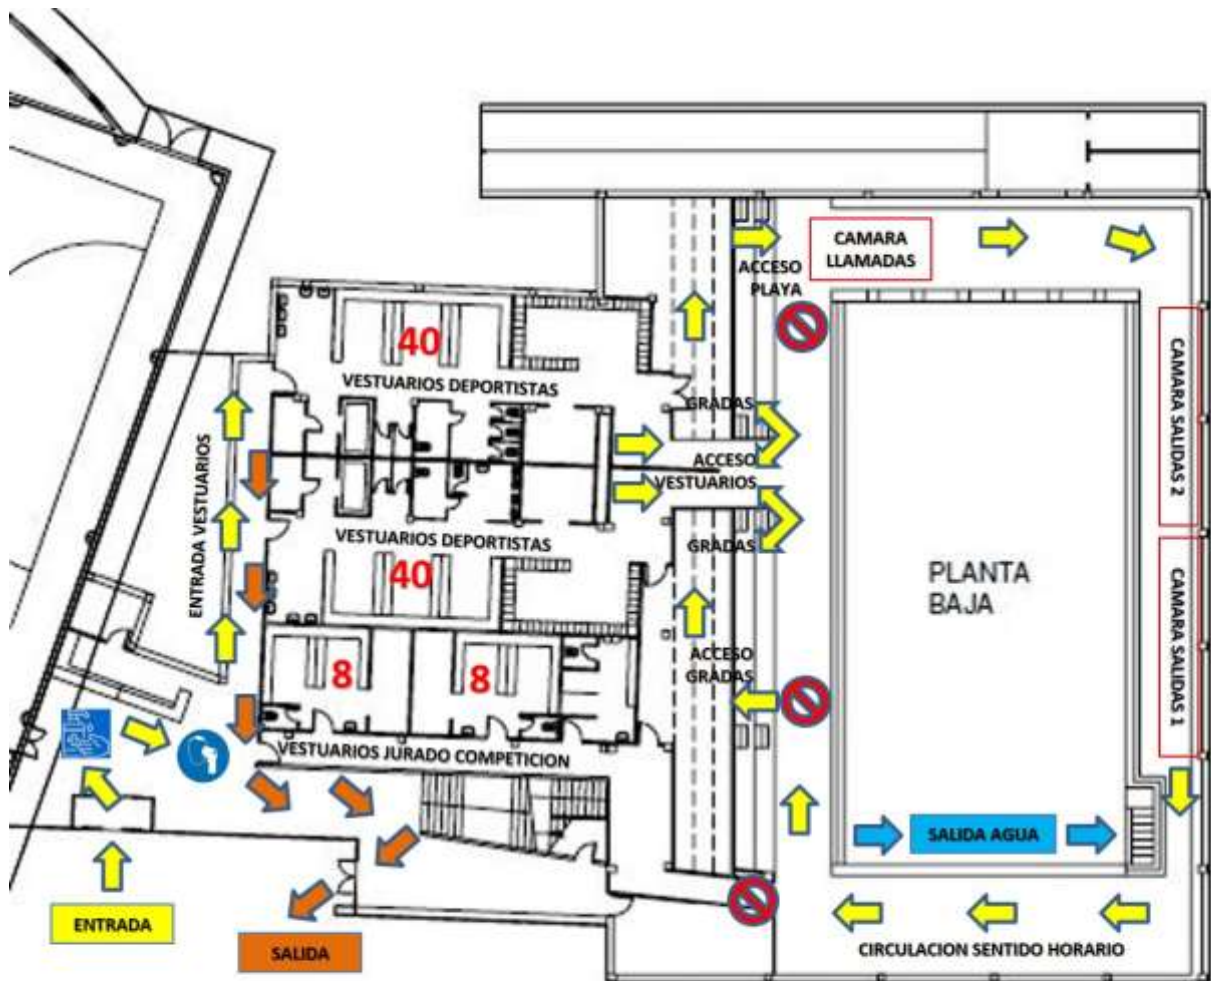 CAMARA
LLAMADAS
ACCESO
PLAYA
40
VESTUARIOS DEPORTISTAS
GRADAS
ACCESO
VESTUARIOS
GRADAS
ENTRADA VESTUARIOS
VESTUARIOS DEPORTISTAS
40
CAMARA SALIDAS 2
PLANTA
BAJA
CAMARA SALIDAS 1
8
8
ACCESO
GRADAS
VESTUARIOS JURADO COMPETICION
SALIDA AGUA
ENTRADA
SALIDA
CIRCULACION SENTIDO HORARIO